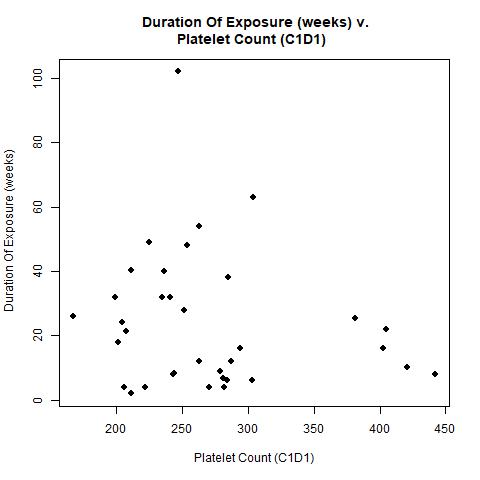 Duration Of Exposure (weeks) v.
Platelet Count (C1D1)
100
80
60
40
20
0
Duration Of Exposure (weeks)
200 250 300 350 400 450
Platelet Count (C1D1)